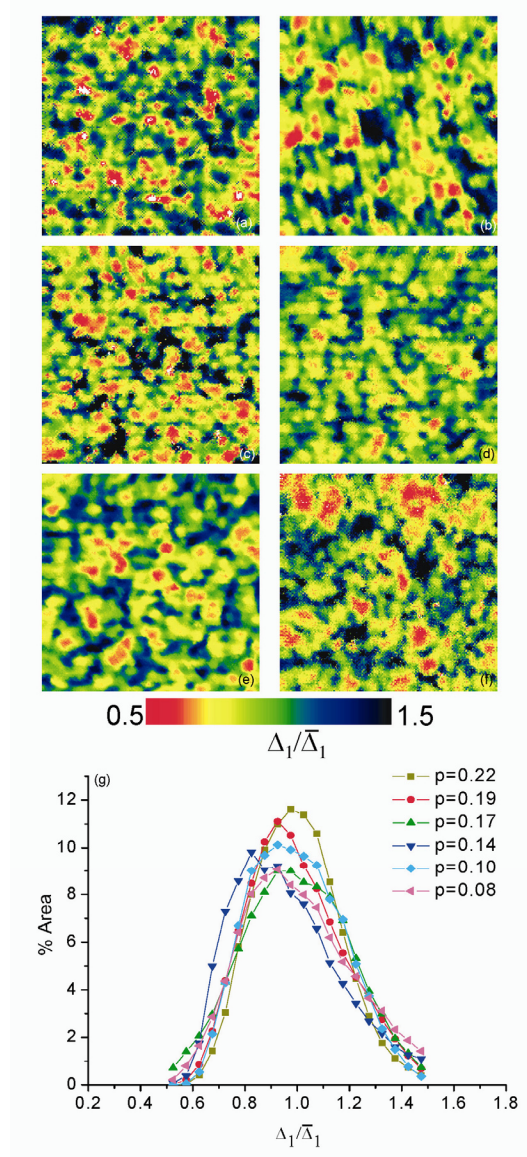 (a)
(b)
(c)
(d)
(e)
(f)
0.5 1.5
Δ₁/Δ̅₁
(g)
p=0.22
p=0.19
p=0.17
p=0.14
p=0.10
p=0.08
12
10
8
6
4
2
0
% Area
0.2 0.4 0.6 0.8 1.0 1.2 1.4 1.6 1.8
Δ₁/Δ̅₁